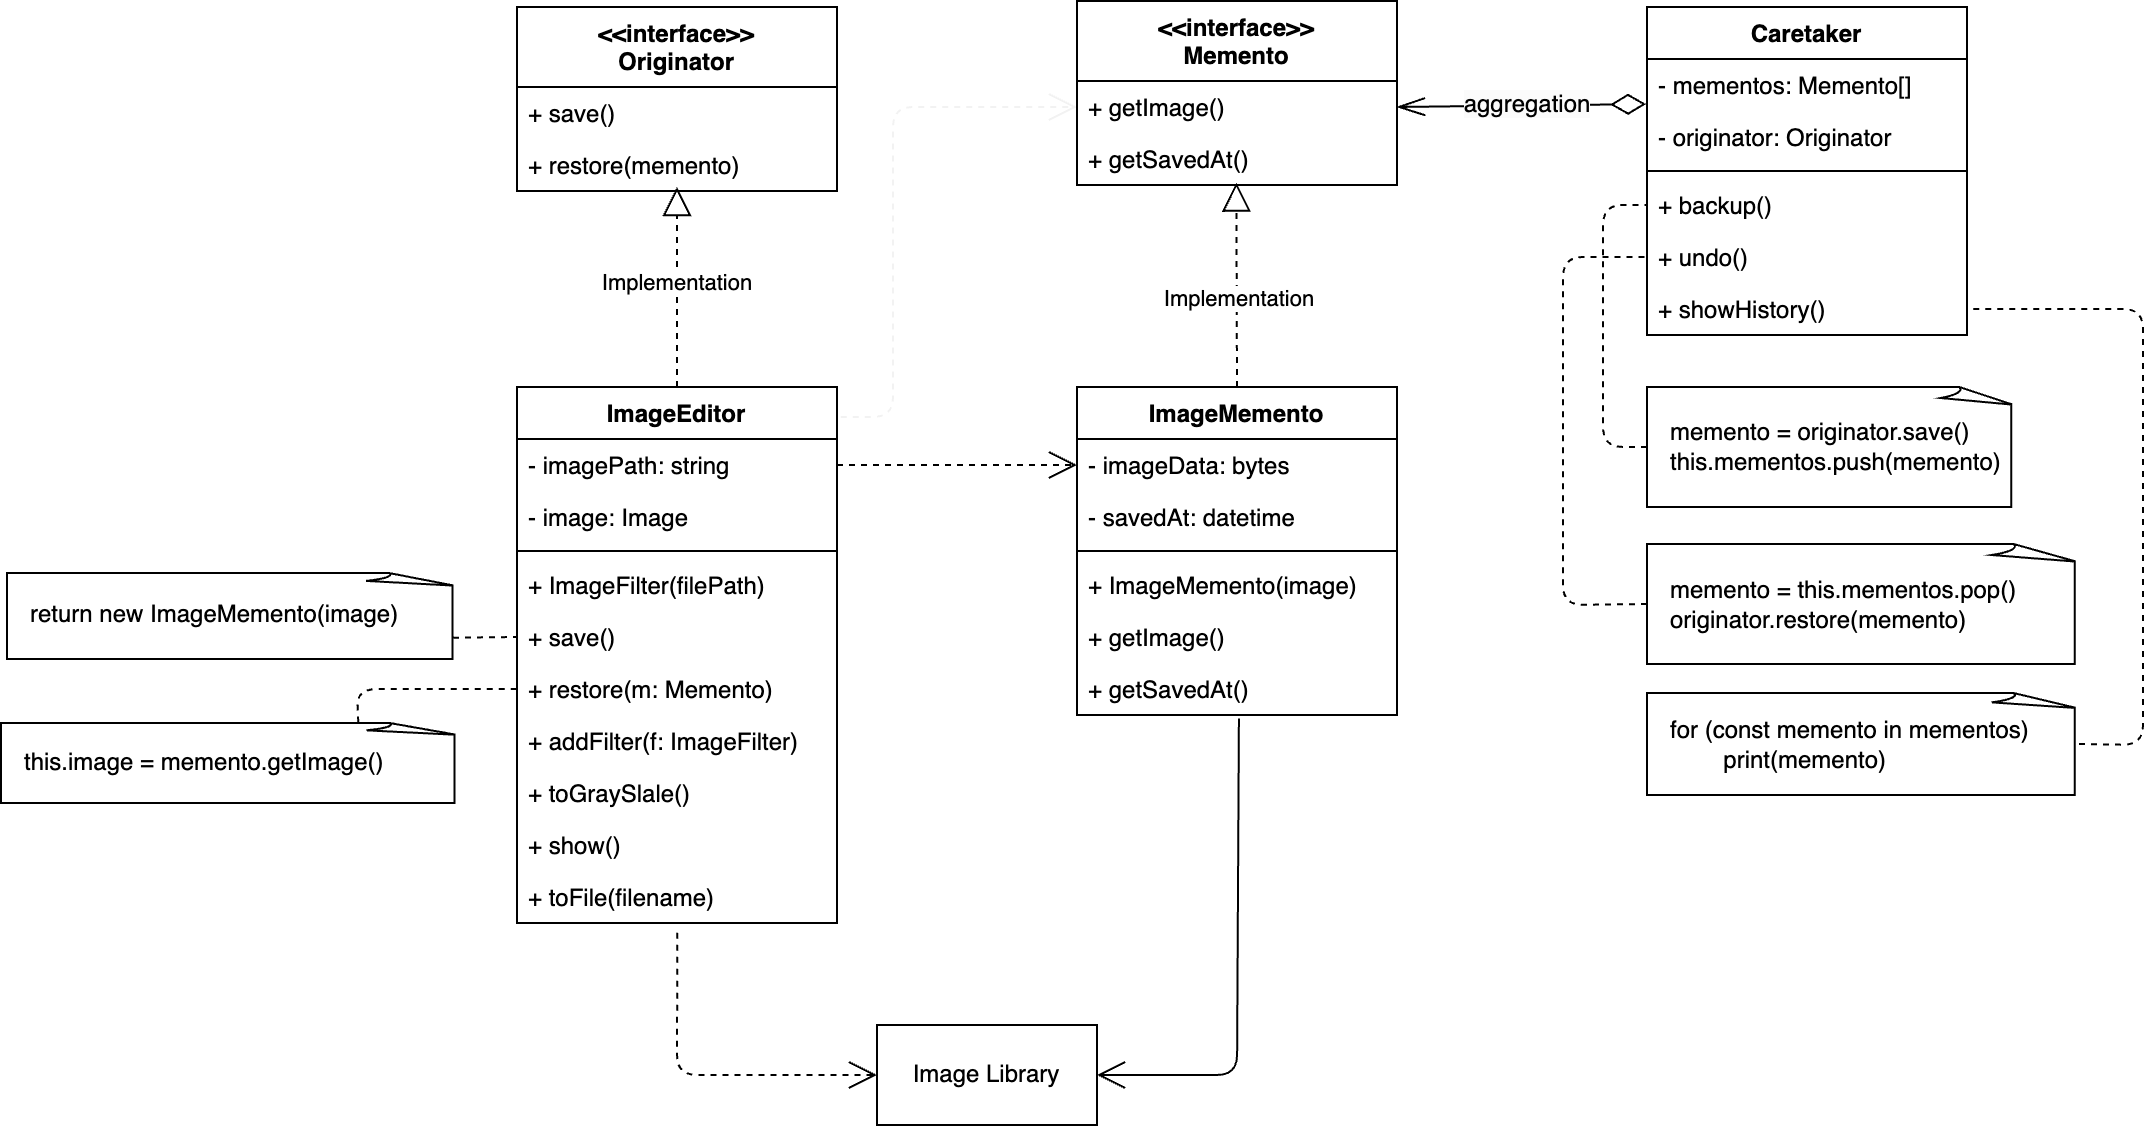 <<interface>>
Originator
+ save()
+ restore(memento)
<<interface>>
Memento
+ getImage()
+ getSavedAt()
aggregation
Caretaker
- mementos: Memento[]
- originator: Originator
+ backup()
+ undo()
+ showHistory()
Implementation
Implementation
ImageEditor
- imagePath: string
- image: Image
+ ImageFilter(filePath)
+ save()
+ restore(m: Memento)
+ addFilter(f: ImageFilter)
+ toGraySlale()
+ show()
+ toFile(filename)
ImageMemento
- imageData: bytes
- savedAt: datetime
+ ImageMemento(image)
+ getImage()
+ getSavedAt()
memento = originator.save()
this.mementos.push(memento)
memento = this.mementos.pop()
originator.restore(memento)
for (const memento in mementos)
print(memento)
return new ImageMemento(image)
this.image = memento.getImage()
Image Library